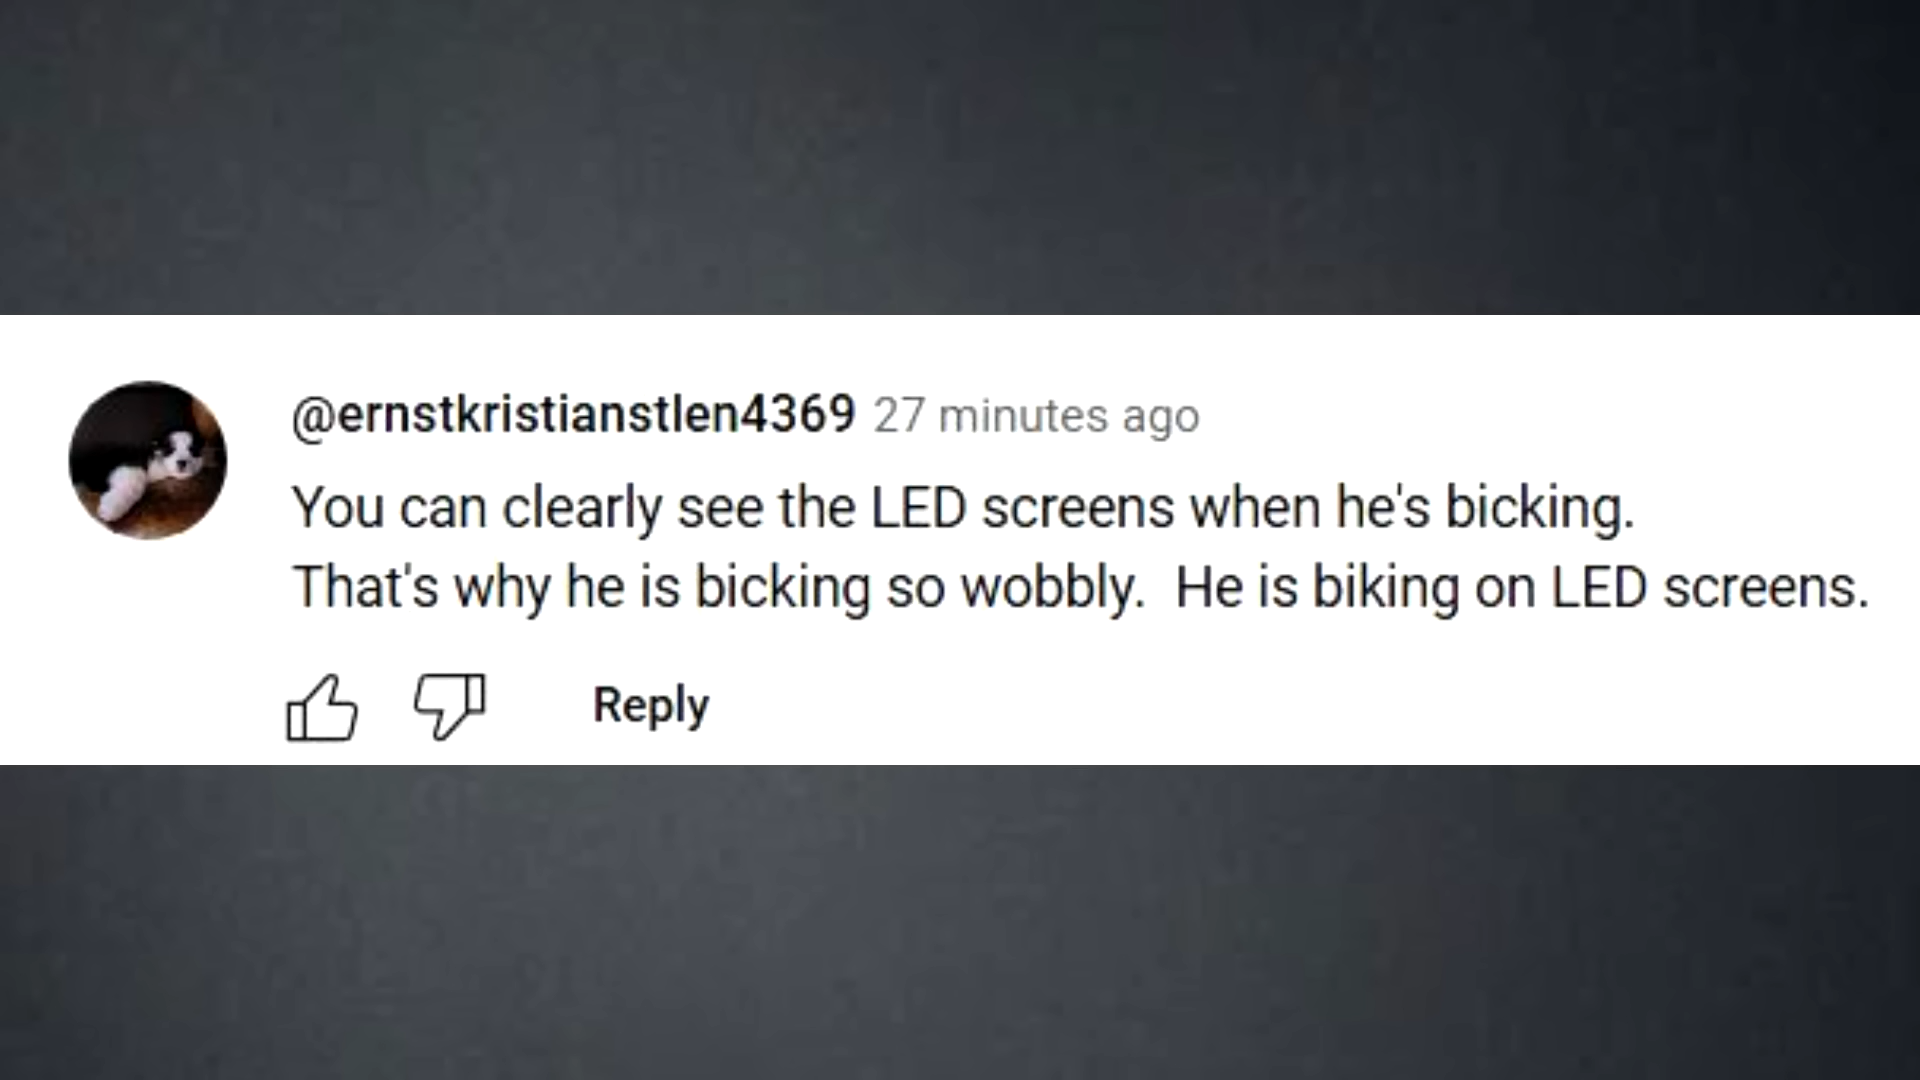 @ernstkristianstlen4369 27 minutes ago
You can clearly see the LED screens when he's bicking.
That's why he is bicking so wobbly.  He is biking on LED screens.
Reply